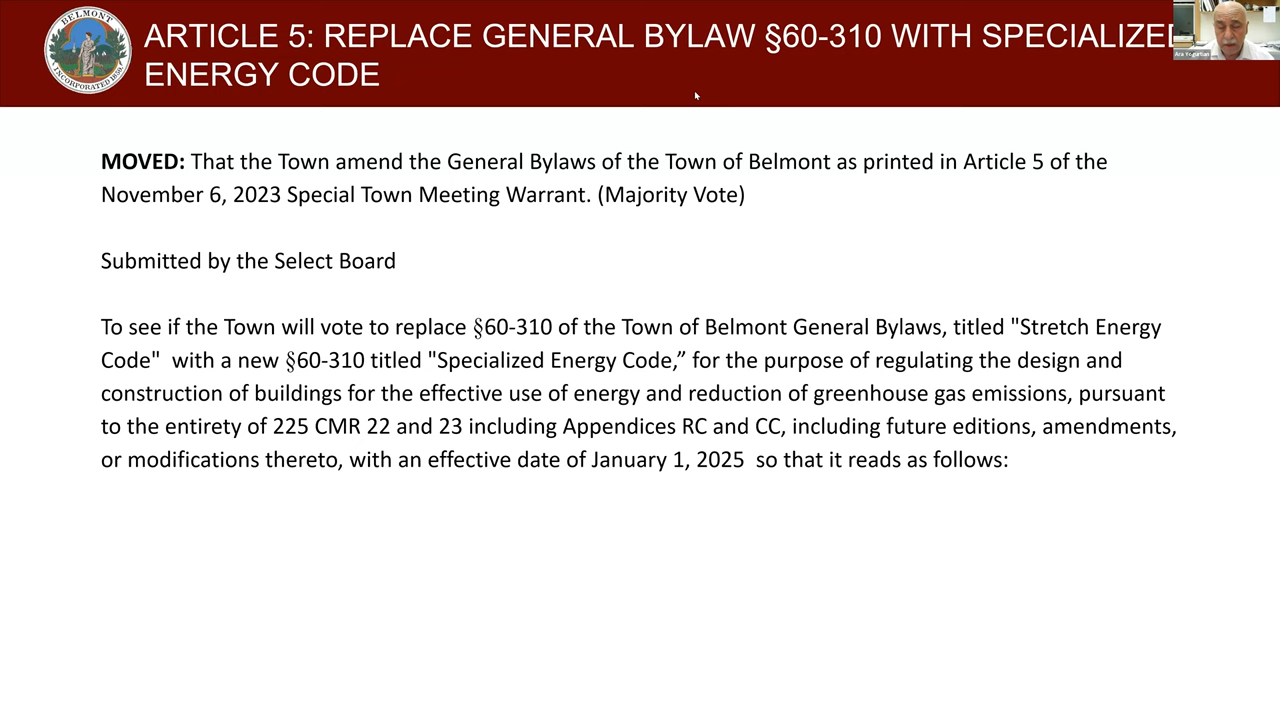 BELMONT
INCORPORATED 1859
ARTICLE 5: REPLACE GENERAL BYLAW §60-310 WITH SPECIALIZED
ENERGY CODE
MOVED: That the Town amend the General Bylaws of the Town of Belmont as printed in Article 5 of the
November 6, 2023 Special Town Meeting Warrant. (Majority Vote)
Submitted by the Select Board
To see if the Town will vote to replace §60-310 of the Town of Belmont General Bylaws, titled "Stretch Energy
Code"  with a new §60-310 titled "Specialized Energy Code,” for the purpose of regulating the design and
construction of buildings for the effective use of energy and reduction of greenhouse gas emissions, pursuant
to the entirety of 225 CMR 22 and 23 including Appendices RC and CC, including future editions, amendments,
or modifications thereto, with an effective date of January 1, 2025  so that it reads as follows: